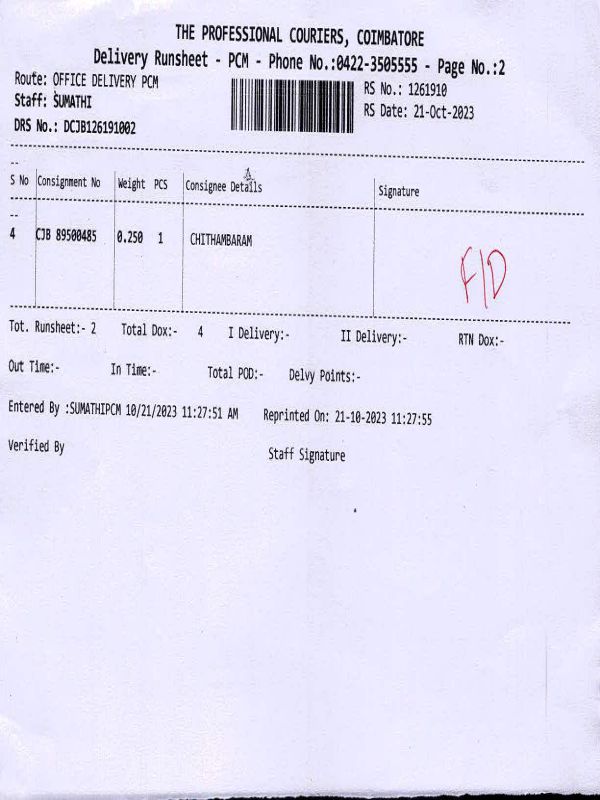 THE PROFESSIONAL COURIERS, COIMBATORE
Delivery Runsheet - PCM - Phone No.:0422-3505555 - Page No.:2
Route: OFFICE DELIVERY PCM
RS No.: 1261910
Staff: SUMATHI
RS Date: 21-Oct-2023
DRS No.: DCJB126191002
--
S No Consignment No Weight PCS Consignee Details Signature
--
4 CJB 89500485 0.250 1 CHITHAMBARAM
F/D
Tot. Runsheet:- 2 Total Dox:- 4 I Delivery:- II Delivery:- RTN Dox:-
Out Time:- In Time:- Total POD:- Delvy Points:-
Entered By :SUMATHIPCM 10/21/2023 11:27:51 AM Reprinted On: 21-10-2023 11:27:55
Verified By Staff Signature